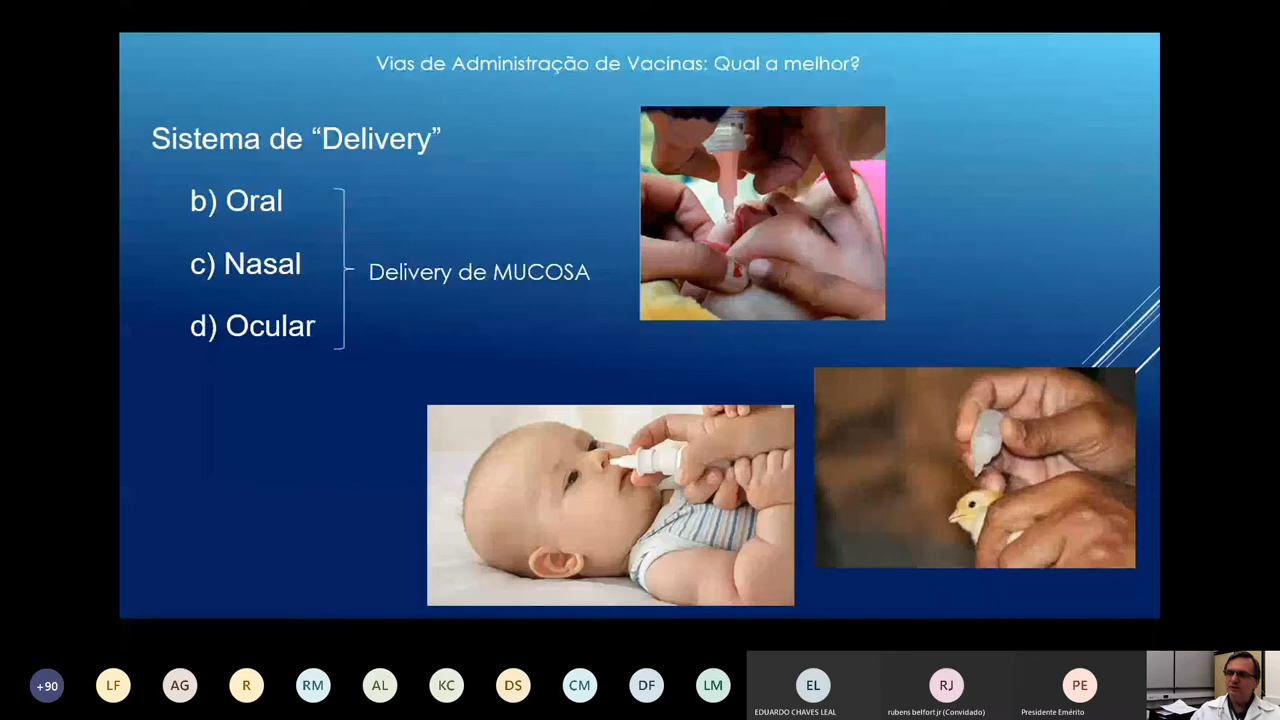 Vias de Administração de Vacinas: Qual a melhor?
Sistema de “Delivery”
b) Oral
c) Nasal
d) Ocular
Delivery de MUCOSA
+90
LF
AG
R
RM
AL
KC
DS
CM
DF
LM
EL
RJ
PE
EDUARDO CHAVES LEAL
rubens belfort jr (Convidado)
Presidente Emérito